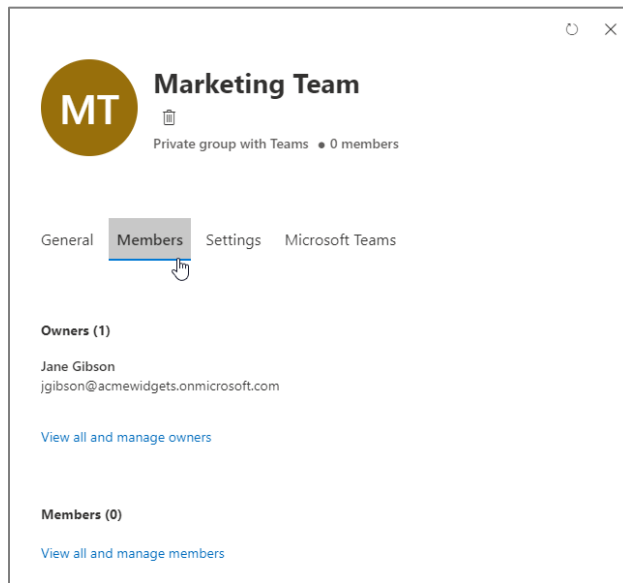 MT
Marketing Team
Private group with Teams ● 0 members
General Members Settings Microsoft Teams
Owners (1)
Jane Gibson
jgibson@acmewidgets.onmicrosoft.com
View all and manage owners
Members (0)
View all and manage members